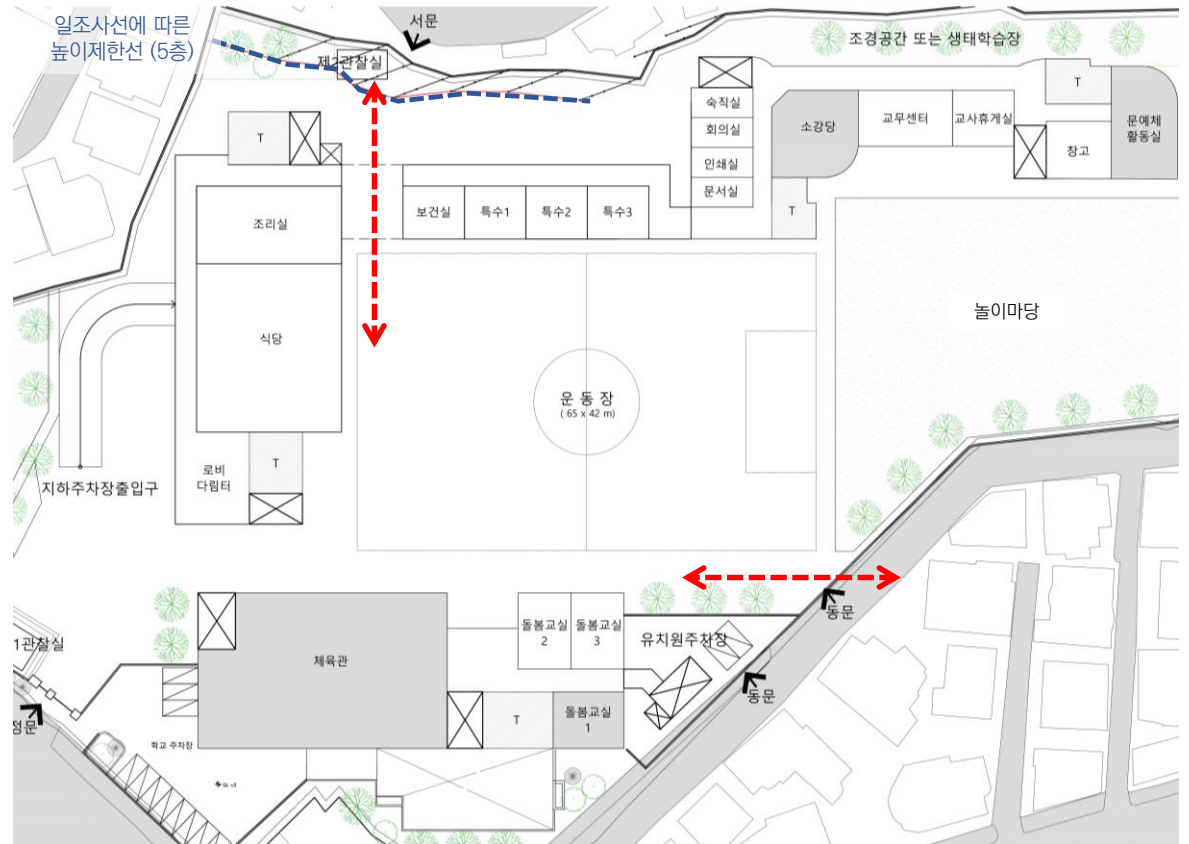 일조사선에 따른
높이제한선 (5층)
서문
제2관찰실
조경공간 또는 생태학습장
T
숙직실
회의실
인쇄실
문서실
소강당
교무센터
교사휴게실
T
창고
문예체
활동실
T
조리실
보건실
특수1
특수2
특수3
T
식당
놀이마당
운 동 장
( 65 x 42 m)
로비
다림터
T
지하주차장출입구
체육관
돌봄교실
2
돌봄교실
3
유치원주차장
동문
동문
1관찰실
정문
T
돌봄교실
1
학교 주차장